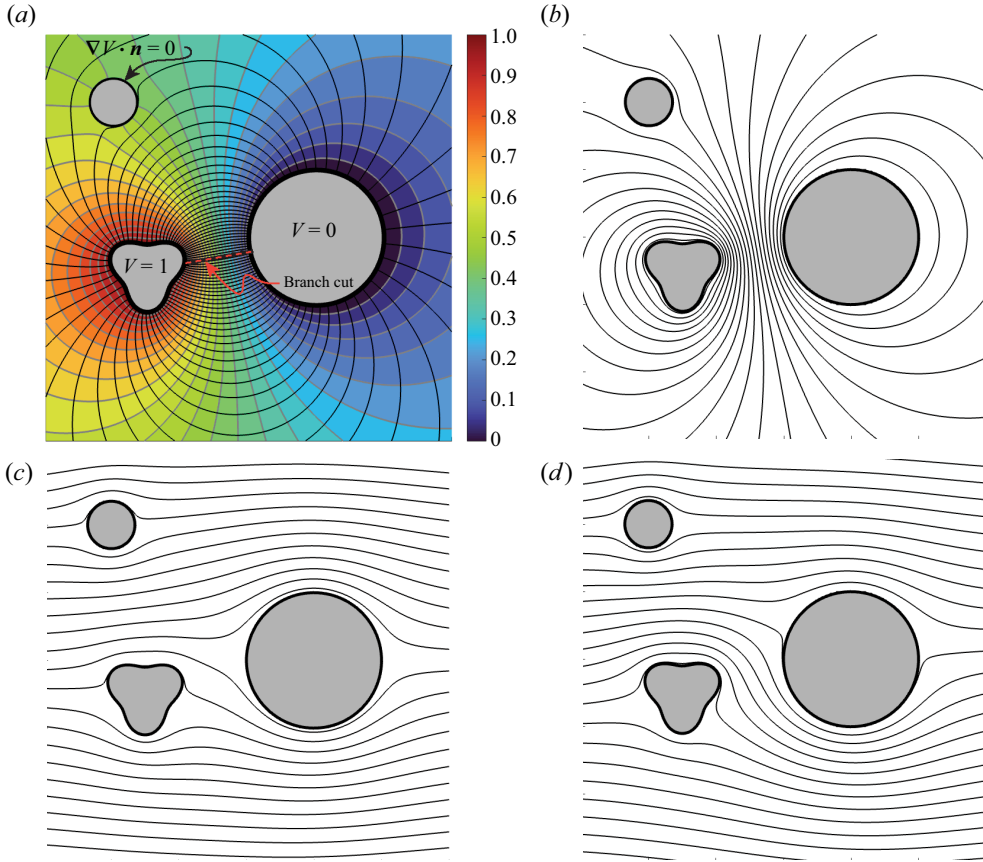 (a)
∇V · n = 0
V = 0
V = 1
Branch cut
1.0
0.9
0.8
0.7
0.6
0.5
0.4
0.3
0.2
0.1
0
(b)
(c)
(d)